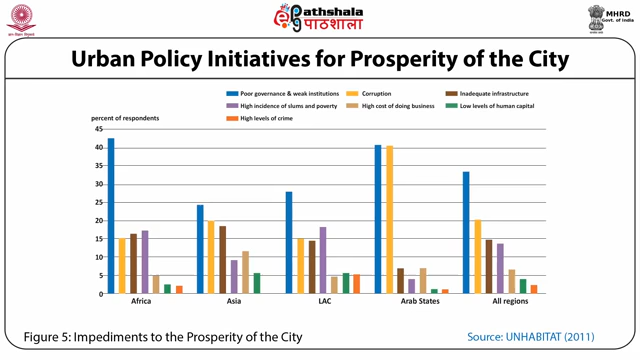 ePathshala
पाठशाला
MHRD
Govt. of India
Urban Policy Initiatives for Prosperity of the City
Poor governance & weak institutions Corruption Inadequate infrastructure
High incidence of slums and poverty High cost of doing business Low levels of human capital
High levels of crime
percent of respondents
45
40
35
30
25
20
15
10
5
0
Africa Asia LAC Arab States All regions
Figure 5: Impediments to the Prosperity of the City Source: UNHABITAT (2011)